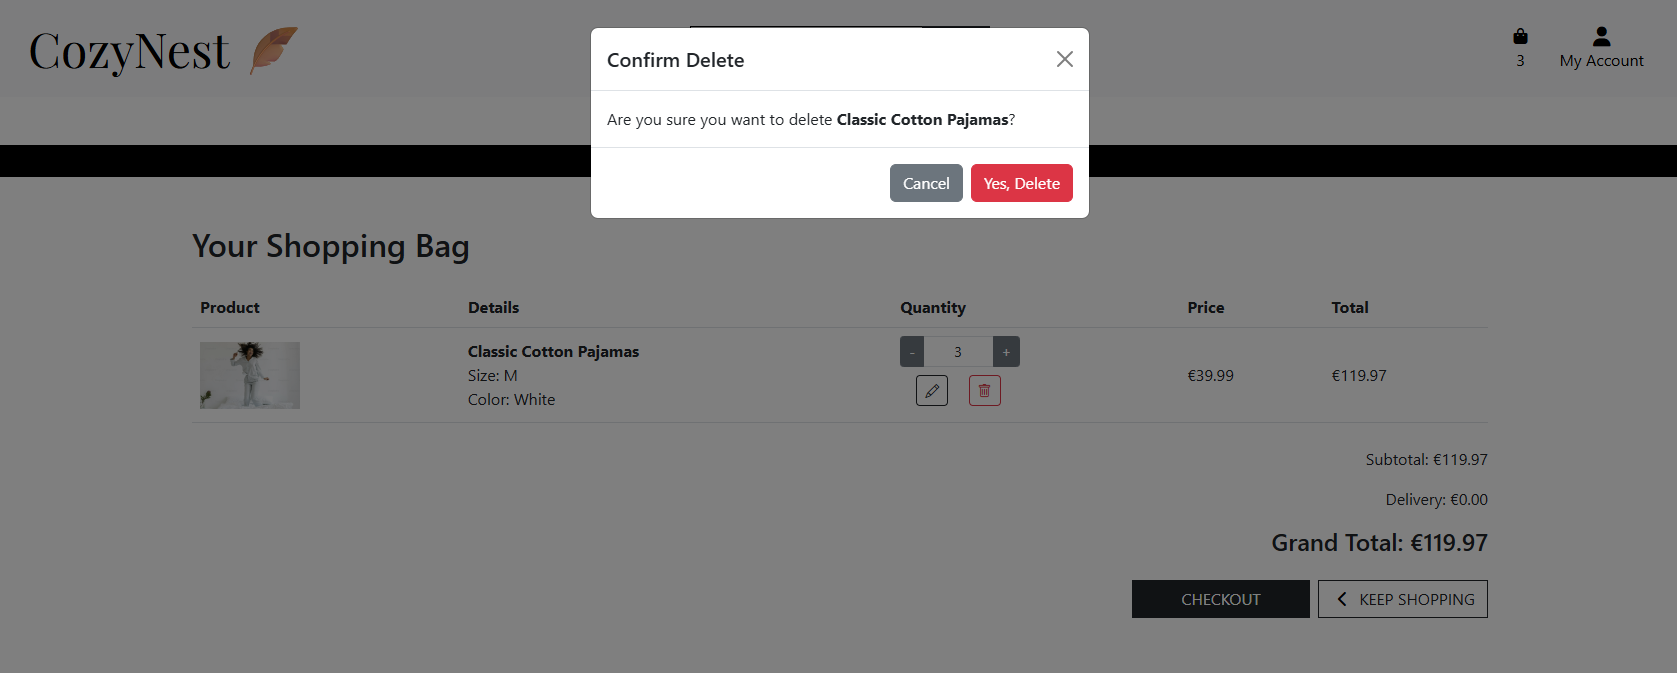 CozyNest
3
My Account
Confirm Delete
Are you sure you want to delete Classic Cotton Pajamas?
Cancel
Yes, Delete
Your Shopping Bag
Product Details Quantity Price Total
Classic Cotton Pajamas
Size: M
Color: White
- 3 +
€39.99
€119.97
Subtotal: €119.97
Delivery: €0.00
Grand Total: €119.97
CHECKOUT
KEEP SHOPPING